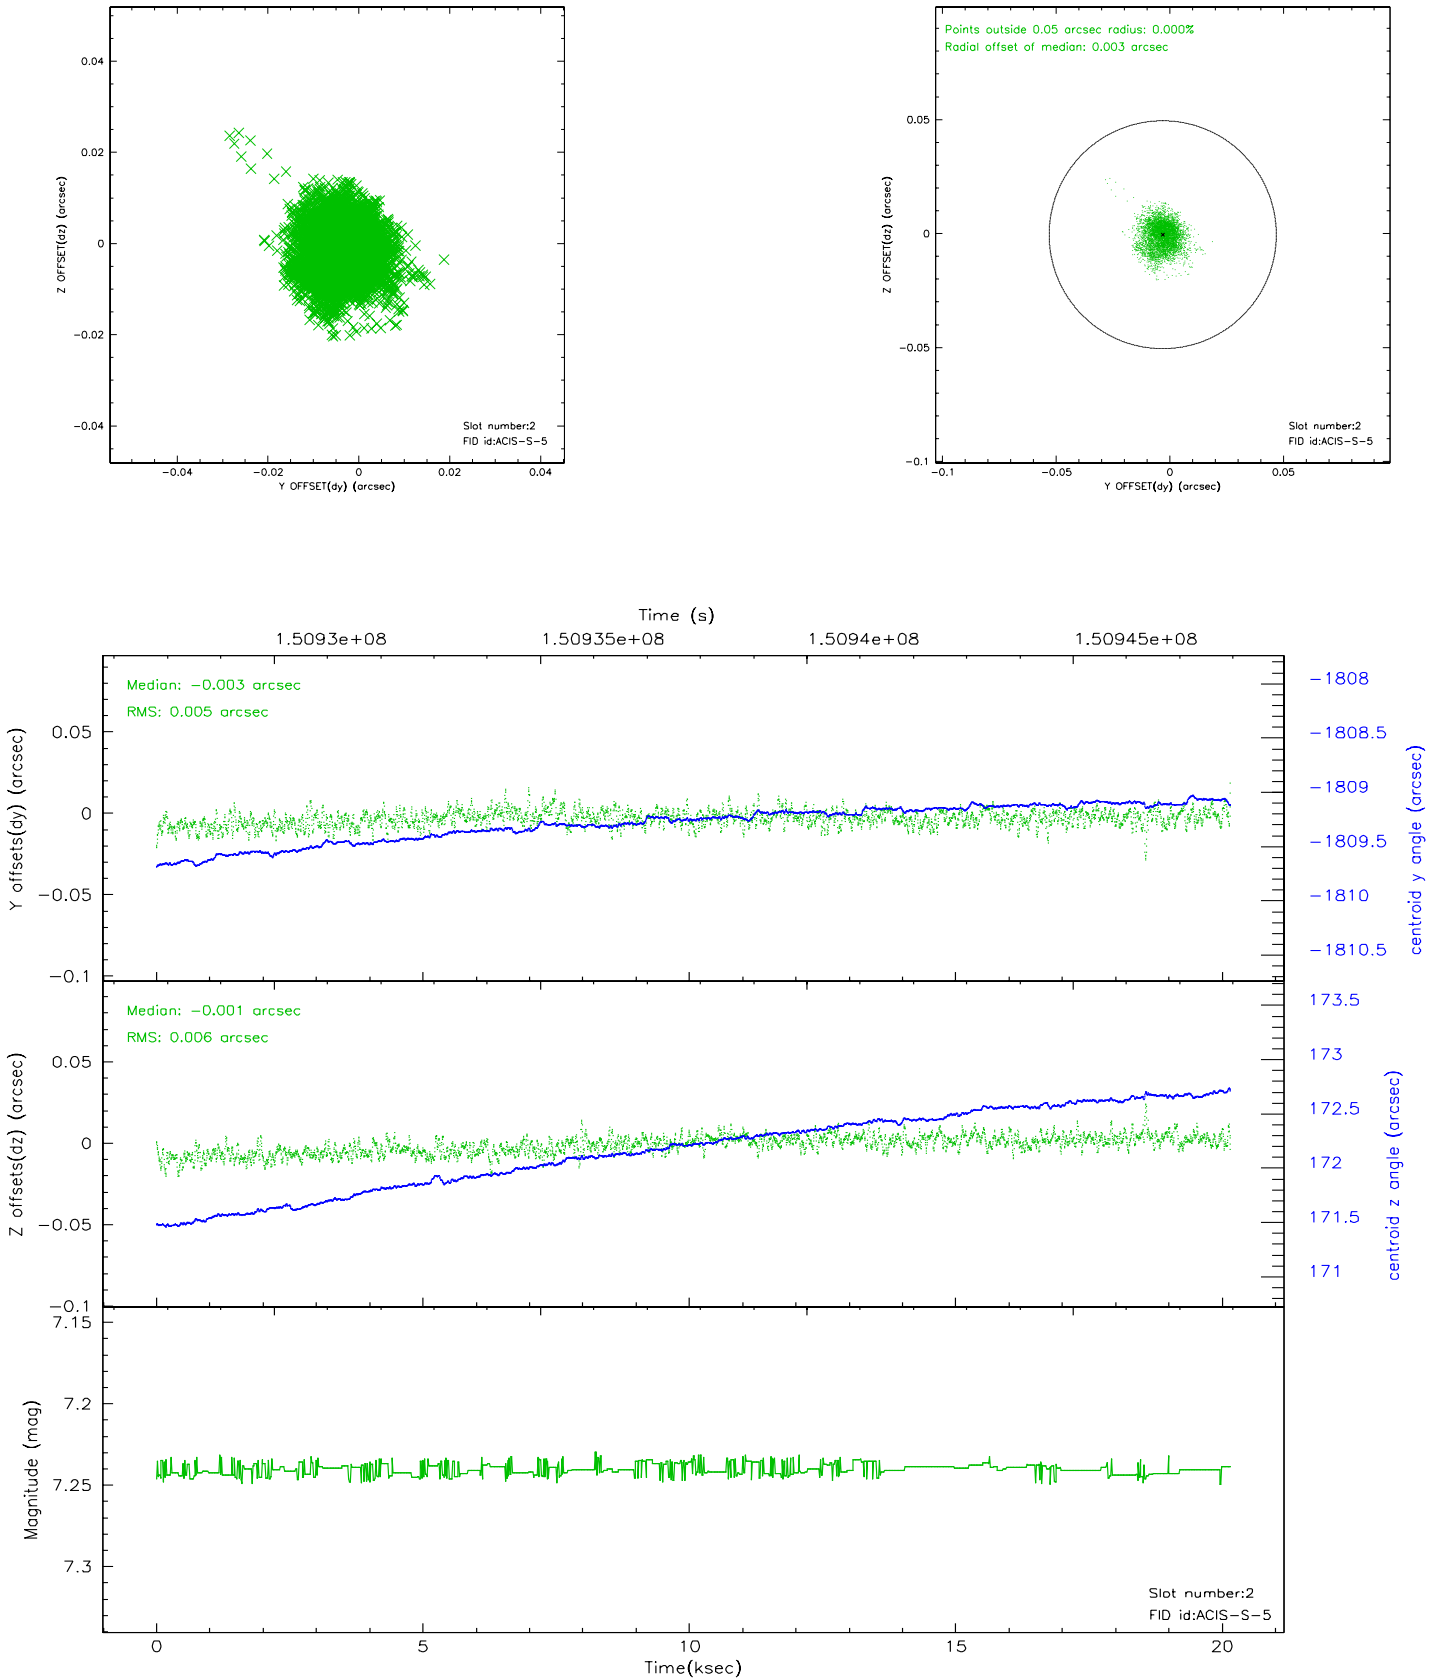 0.04
0.02
0
−0.02
−0.04
Z OFFSET(dz) (arcsec)
−0.04
−0.02
0
0.02
0.04
Y OFFSET(dy) (arcsec)
Slot number:2
FID id:ACIS−S−5
Points outside 0.05 arcsec radius: 0.000%
Radial offset of median: 0.003 arcsec
0.05
0
−0.05
−0.1
Z OFFSET(dz) (arcsec)
−0.1
−0.05
0
0.05
Y OFFSET(dy) (arcsec)
Slot number:2
FID id:ACIS−S−5
Time (s)
1.5093e+08
1.50935e+08
1.5094e+08
1.50945e+08
Median: −0.003 arcsec
RMS: 0.005 arcsec
0.05
0
−0.05
−0.1
Y offsets(dy) (arcsec)
−1808
−1808.5
−1809
−1809.5
−1810
−1810.5
centroid y angle (arcsec)
Median: −0.001 arcsec
RMS: 0.006 arcsec
0.05
0
−0.05
−0.1
Z offsets(dz) (arcsec)
173.5
173
172.5
172
171.5
171
centroid z angle (arcsec)
7.15
7.2
7.25
7.3
Magnitude (mag)
Slot number:2
FID id:ACIS−S−5
0
5
10
15
20
Time(ksec)